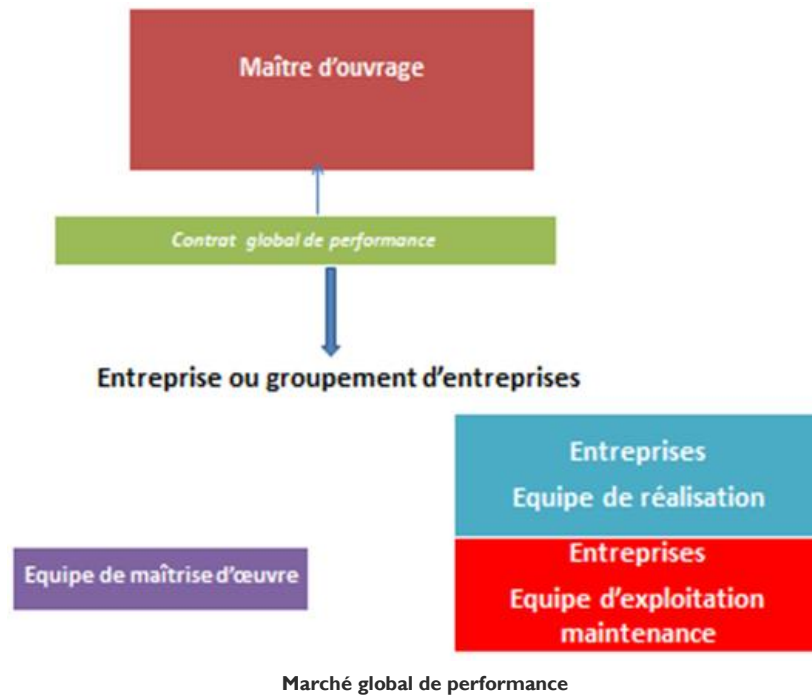 Maître d'ouvrage
Contrat global de performance
Entreprise ou groupement d'entreprises
Entreprises
Equipe de réalisation
Equipe de maîtrise d'œuvre
Entreprises
Equipe d'exploitation
maintenance
Marché global de performance